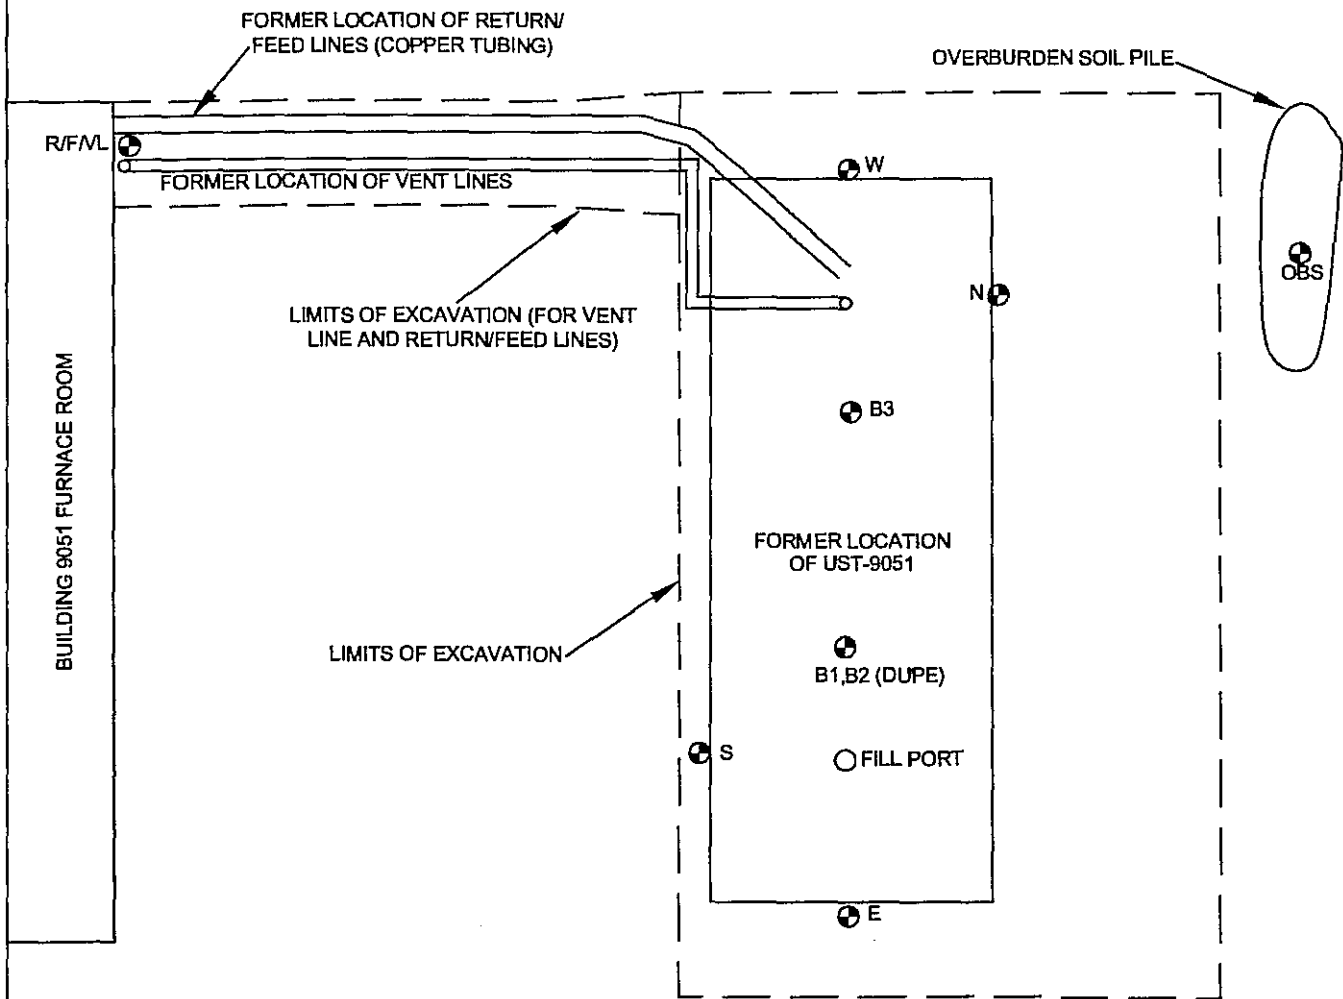 FORMER LOCATION OF RETURN/
FEED LINES (COPPER TUBING)
OVERBURDEN SOIL PILE
R/F/VL
W
FORMER LOCATION OF VENT LINES
OBS
N
LIMITS OF EXCAVATION (FOR VENT
LINE AND RETURN/FEED LINES)
B3
BUILDING 9051 FURNACE ROOM
FORMER LOCATION
OF UST-9051
LIMITS OF EXCAVATION
B1,B2 (DUPE)
S
FILL PORT
E